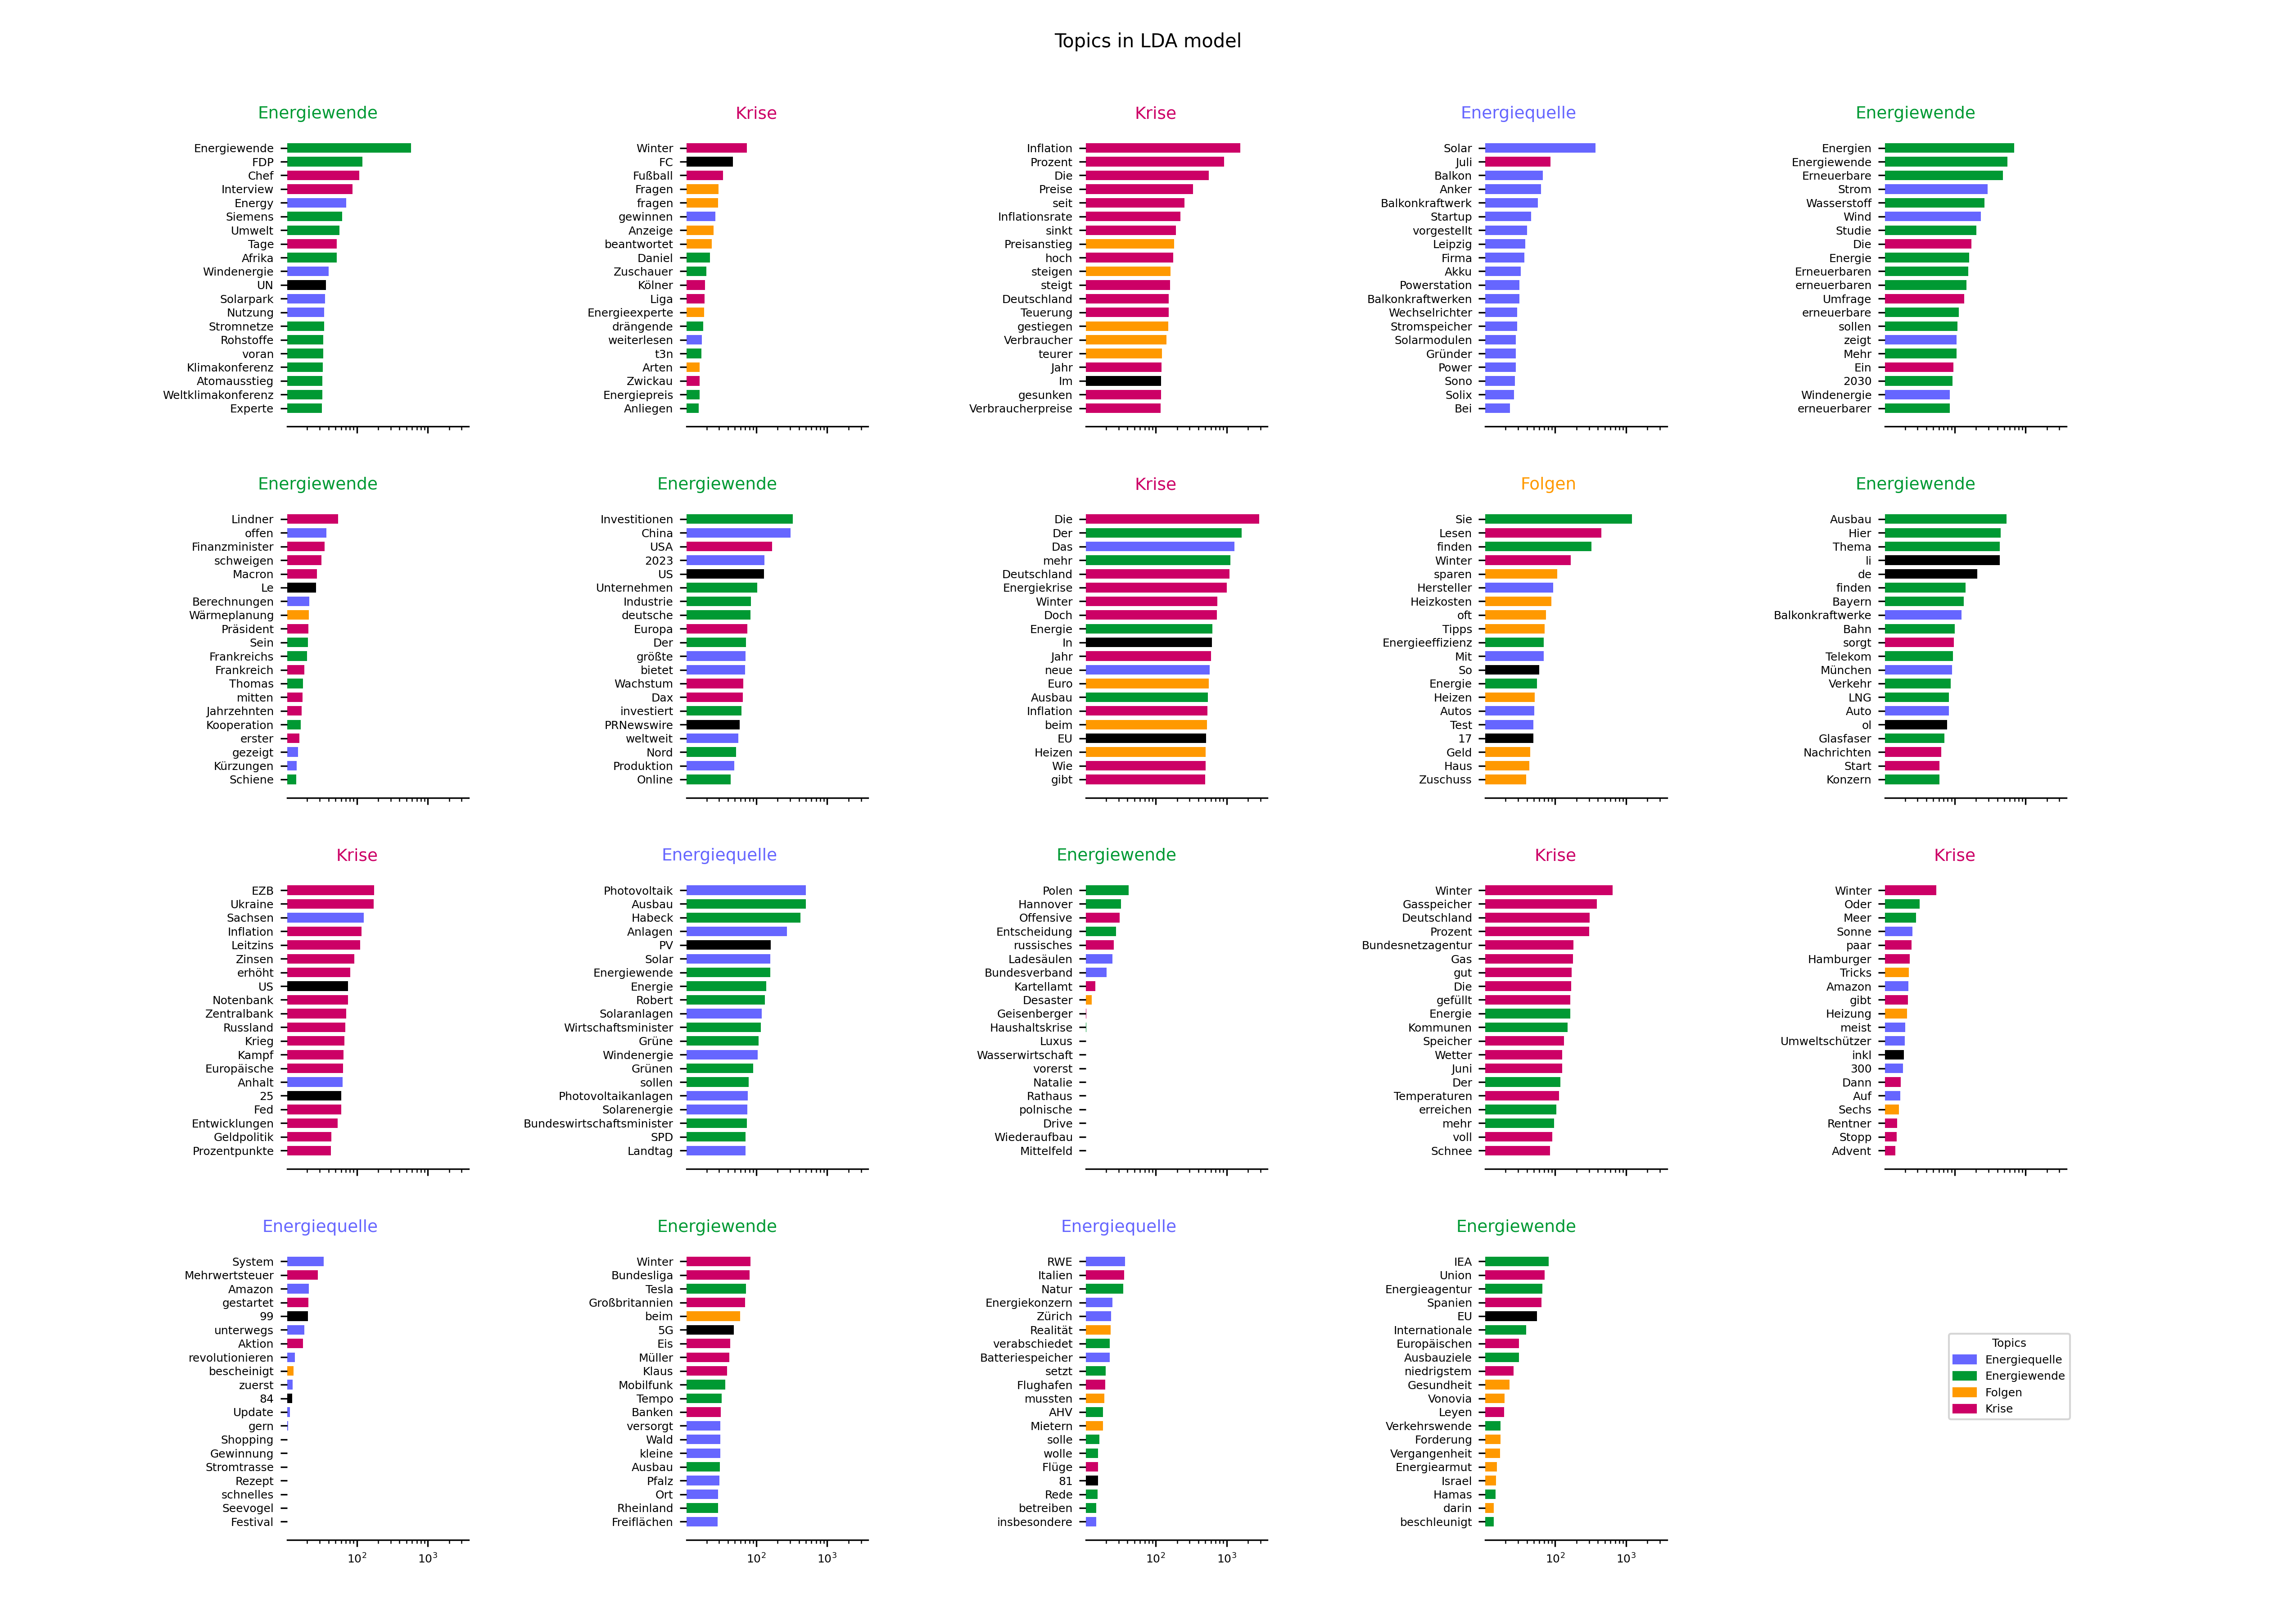 Topics in LDA model
Energiewende
Energiewende
FDP
Chef
Interview
Energy
Siemens
Umwelt
Tage
Afrika
Windenergie
UN
Solarpark
Nutzung
Stromnetze
Rohstoffe
voran
Klimakonferenz
Atomausstieg
Weltklimakonferenz
Experte
Krise
Winter
FC
Fußball
Fragen
fragen
gewinnen
Anzeige
beantwortet
Daniel
Zuschauer
Kölner
Liga
Energieexperte
drängende
weiterlesen
t3n
Arten
Zwickau
Energiepreis
Anliegen
Krise
Inflation
Prozent
Die
Preise
seit
Inflationsrate
sinkt
Preisanstieg
hoch
steigen
steigt
Deutschland
Teuerung
gestiegen
Verbraucher
teurer
Jahr
Im
gesunken
Verbraucherpreise
Energiequelle
Solar
Juli
Balkon
Anker
Balkonkraftwerk
Startup
vorgestellt
Leipzig
Firma
Akku
Powerstation
Balkonkraftwerken
Wechselrichter
Stromspeicher
Solarmodulen
Gründer
Power
Sono
Solix
Bei
Energiewende
Energien
Energiewende
Erneuerbare
Strom
Wasserstoff
Wind
Studie
Die
Energie
Erneuerbaren
erneuerbaren
Umfrage
erneuerbare
sollen
zeigt
Mehr
Ein
2030
Windenergie
erneuerbarer
Energiewende
Lindner
offen
Finanzminister
schweigen
Macron
Le
Berechnungen
Wärmeplanung
Präsident
Sein
Frankreichs
Frankreich
Thomas
mitten
Jahrzehnten
Kooperation
erster
gezeigt
Kürzungen
Schiene
Energiewende
Investitionen
China
USA
2023
US
Unternehmen
Industrie
deutsche
Europa
Der
größte
bietet
Wachstum
Dax
investiert
PRNewswire
weltweit
Nord
Produktion
Online
Krise
Die
Der
Das
mehr
Deutschland
Energiekrise
Winter
Doch
Energie
In
Jahr
neue
Euro
Ausbau
Inflation
beim
EU
Heizen
Wie
gibt
Folgen
Sie
Lesen
finden
Winter
sparen
Hersteller
Heizkosten
oft
Tipps
Energieeffizienz
Mit
So
Energie
Heizen
Autos
Test
17
Geld
Haus
Zuschuss
Energiewende
Ausbau
Hier
Thema
li
de
finden
Bayern
Balkonkraftwerke
Bahn
sorgt
Telekom
München
Verkehr
LNG
Auto
ol
Glasfaser
Nachrichten
Start
Konzern
Krise
EZB
Ukraine
Sachsen
Inflation
Leitzins
Zinsen
erhöht
US
Notenbank
Zentralbank
Russland
Krieg
Kampf
Europäische
Anhalt
25
Fed
Entwicklungen
Geldpolitik
Prozentpunkte
Energiequelle
Photovoltaik
Ausbau
Habeck
Anlagen
PV
Solar
Energiewende
Energie
Robert
Solaranlagen
Wirtschaftsminister
Grüne
Windenergie
Grünen
sollen
Photovoltaikanlagen
Solarenergie
Bundeswirtschaftsminister
SPD
Landtag
Energiewende
Polen
Hannover
Offensive
Entscheidung
russisches
Ladesäulen
Bundesverband
Kartellamt
Desaster
Geisenberger
Haushaltskrise
Luxus
Wasserwirtschaft
vorerst
Natalie
Rathaus
polnische
Drive
Wiederaufbau
Mittelfeld
Krise
Winter
Gasspeicher
Deutschland
Prozent
Bundesnetzagentur
Gas
gut
Die
gefüllt
Energie
Kommunen
Speicher
Wetter
Juni
Der
Temperaturen
erreichen
mehr
voll
Schnee
Krise
Winter
Oder
Meer
Sonne
paar
Hamburger
Tricks
Amazon
gibt
Heizung
meist
Umweltschützer
inkl
300
Dann
Auf
Sechs
Rentner
Stopp
Advent
Energiequelle
System
Mehrwertsteuer
Amazon
gestartet
99
unterwegs
Aktion
revolutionieren
bescheinigt
zuerst
84
Update
gern
Shopping
Gewinnung
Stromtrasse
Rezept
schnelles
Seevogel
Festival
10² 10³
Energiewende
Winter
Bundesliga
Tesla
Großbritannien
beim
5G
Eis
Müller
Klaus
Mobilfunk
Tempo
Banken
versorgt
Wald
kleine
Ausbau
Pfalz
Ort
Rheinland
Freiflächen
10² 10³
Energiequelle
RWE
Italien
Natur
Energiekonzern
Zürich
Realität
verabschiedet
Batteriespeicher
setzt
Flughafen
mussten
AHV
Mietern
solle
wolle
Flüge
81
Rede
betreiben
insbesondere
10² 10³
Energiewende
IEA
Union
Energieagentur
Spanien
EU
Internationale
Europäischen
Ausbauziele
niedrigstem
Gesundheit
Vonovia
Leyen
Verkehrswende
Forderung
Vergangenheit
Energiearmut
Israel
Hamas
darin
beschleunigt
10² 10³
Topics
Energiequelle
Energiewende
Folgen
Krise